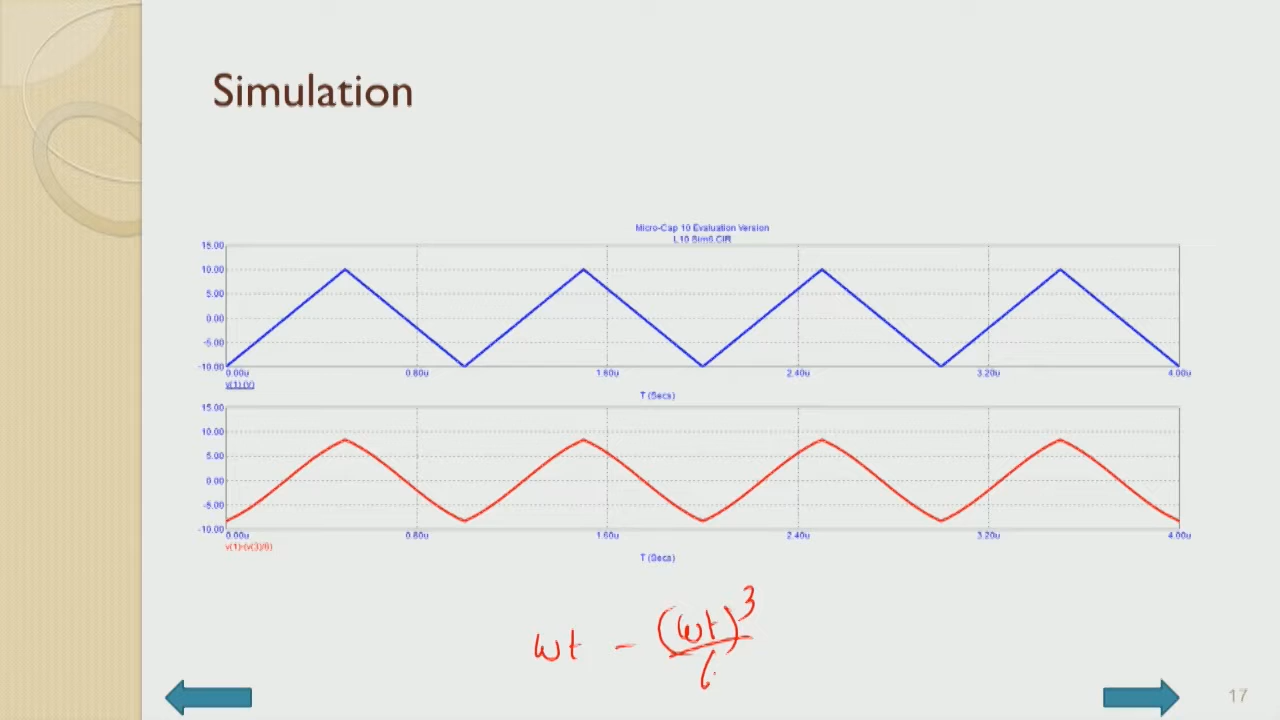 Simulation
Micro-Cap 10 Evaluation Version
L10 Sim6.CIR
15.00
10.00
5.00
0.00
-5.00
-10.00
0.00u 0.80u 1.60u 2.40u 3.20u 4.00u
v(1) (V)
T (Secs)
15.00
10.00
5.00
0.00
-5.00
-10.00
0.00u 0.80u 1.60u 2.40u 3.20u 4.00u
v(1)-(v(3)/6)
T (Secs)
ωt - (ωt)³/6
17